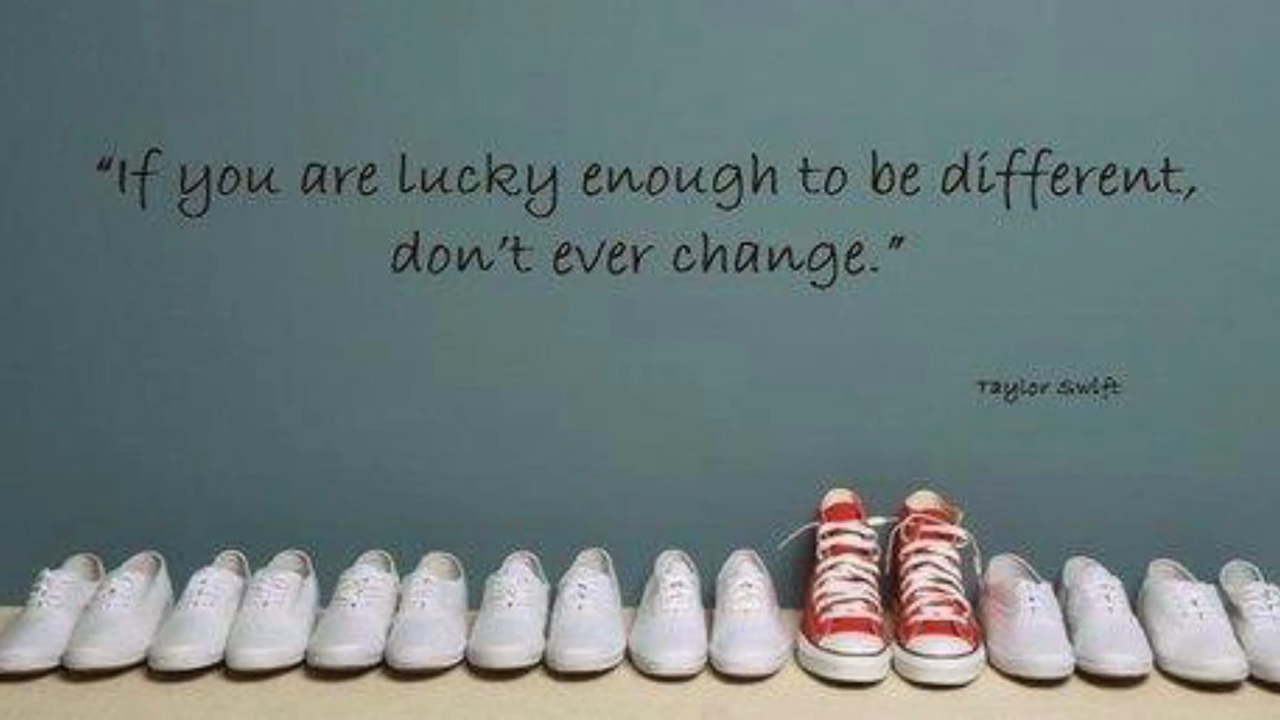 “If you are lucky enough to be different,
don’t ever change.”
Taylor Swift